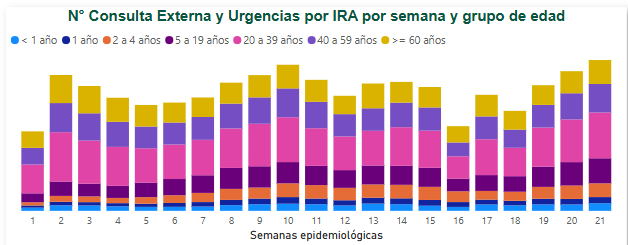 N° Consulta Externa y Urgencias por IRA por semana y grupo de edad
< 1 año 1 año 2 a 4 años 5 a 19 años 20 a 39 años 40 a 59 años >= 60 años
1 2 3 4 5 6 7 8 9 10 11 12 13 14 15 16 17 18 19 20 21
Semanas epidemiológicas